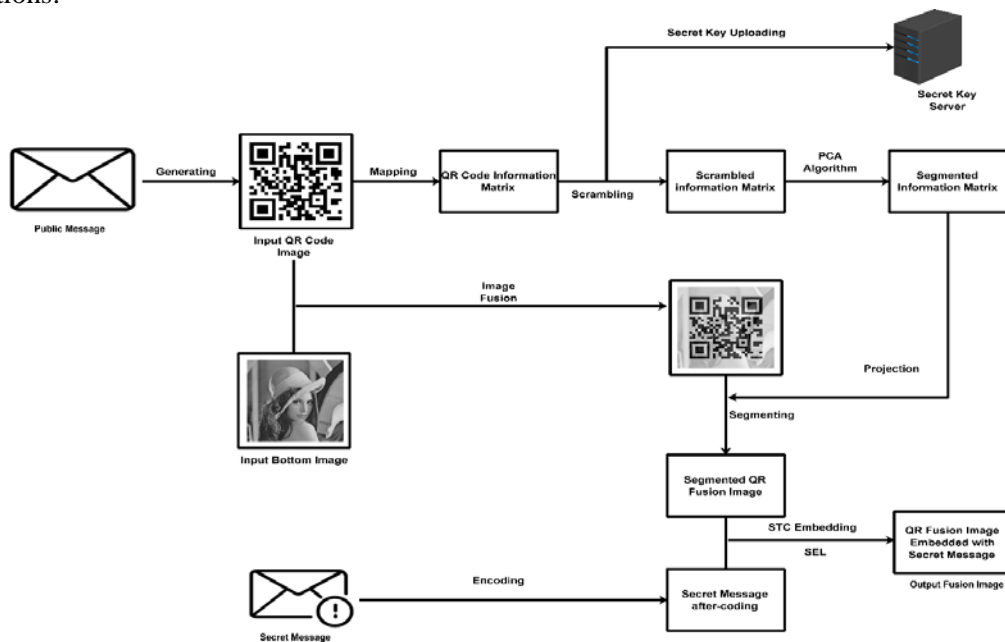 tions:
Secret Key Uploading
Secret Key
Server
Generating
Mapping
QR Code Information
Matrix
Scrambling
Scrambled
Information Matrix
PCA
Algorithm
Segmented
Information Matrix
Public Message
Input QR Code
Image
Image
Fusion
Projection
Segmenting
Input Bottom Image
Segmented QR
Fusion Image
STC Embedding
SEL
QR Fusion Image
Embedded with
Secret Message
Output Fusion Image
Encoding
Secret Message
after-coding
!
Secret Message